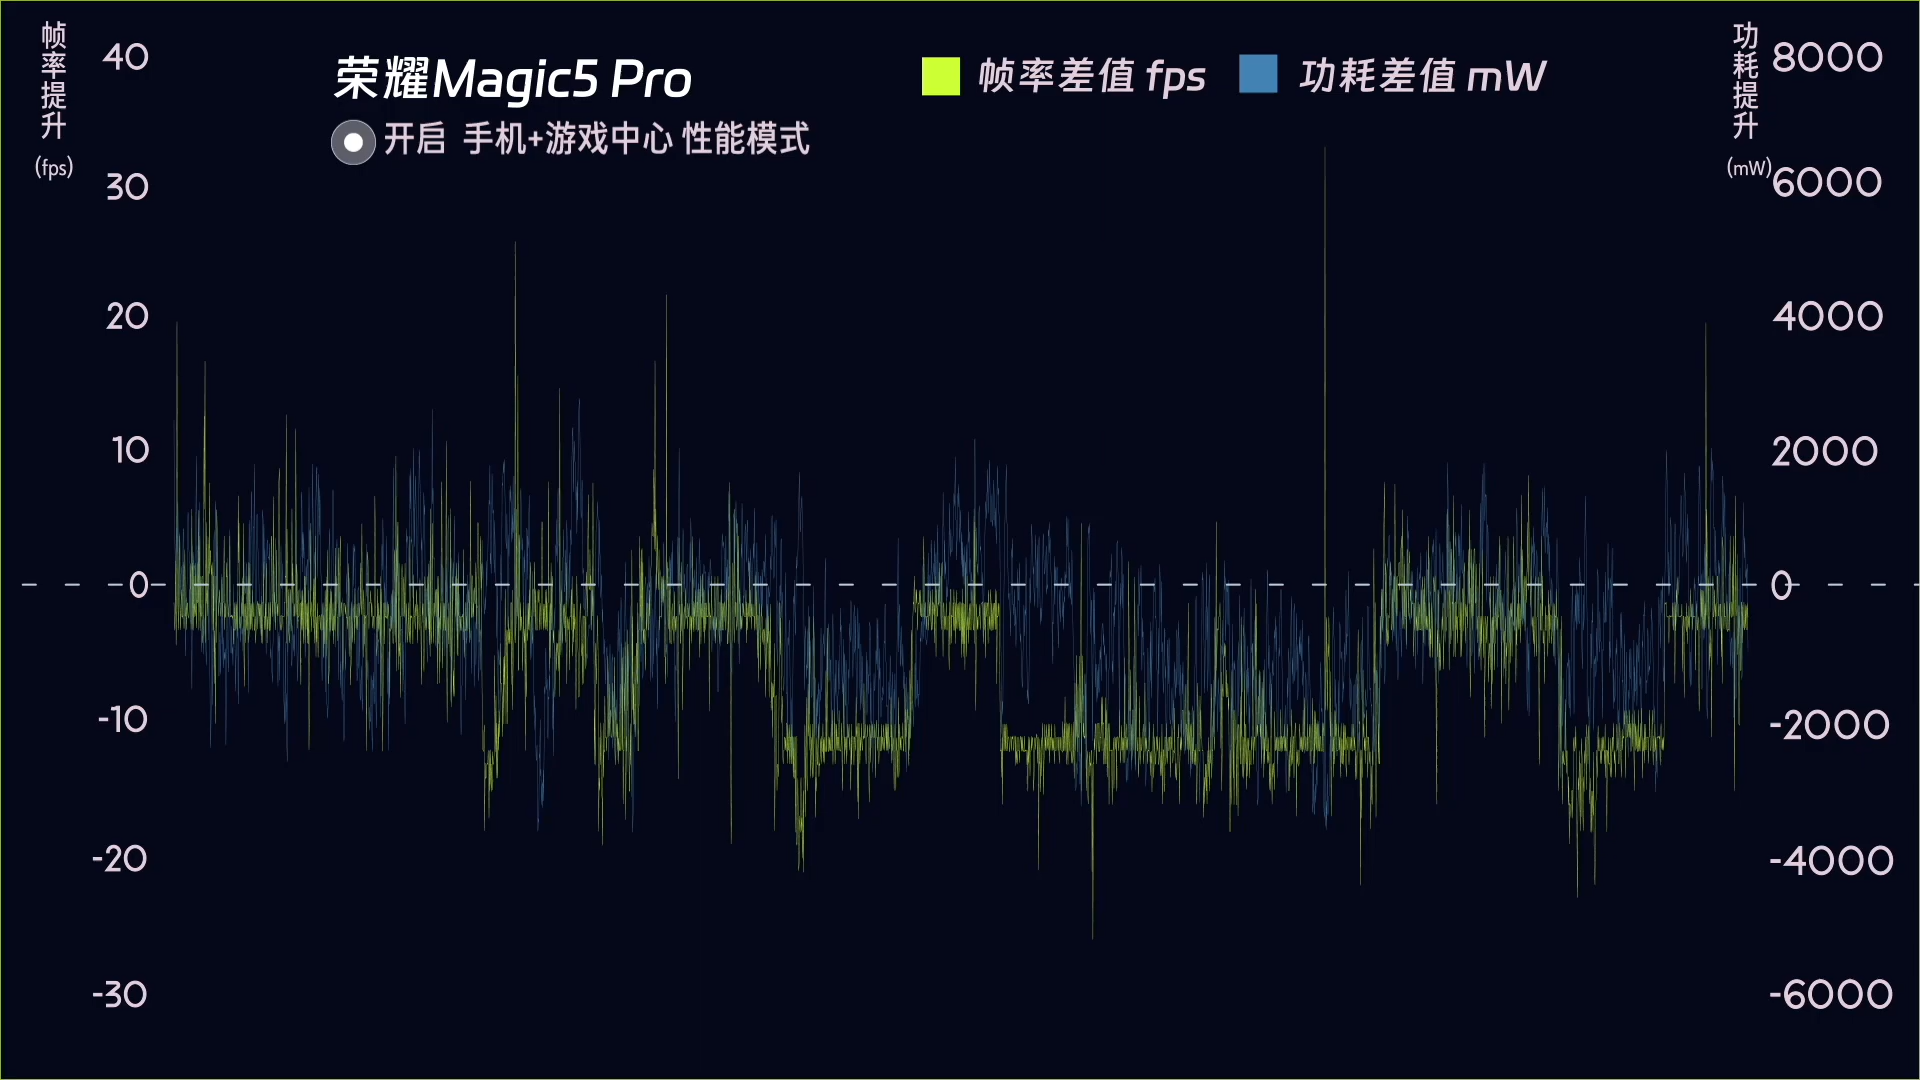 帧率提升
(fps)
40
30
20
10
0
-10
-20
-30
荣耀Magic5 Pro
开启 手机+游戏中心 性能模式
帧率差值 fps
功耗差值 mW
功耗提升
(mW)
8000
6000
4000
2000
0
-2000
-4000
-6000